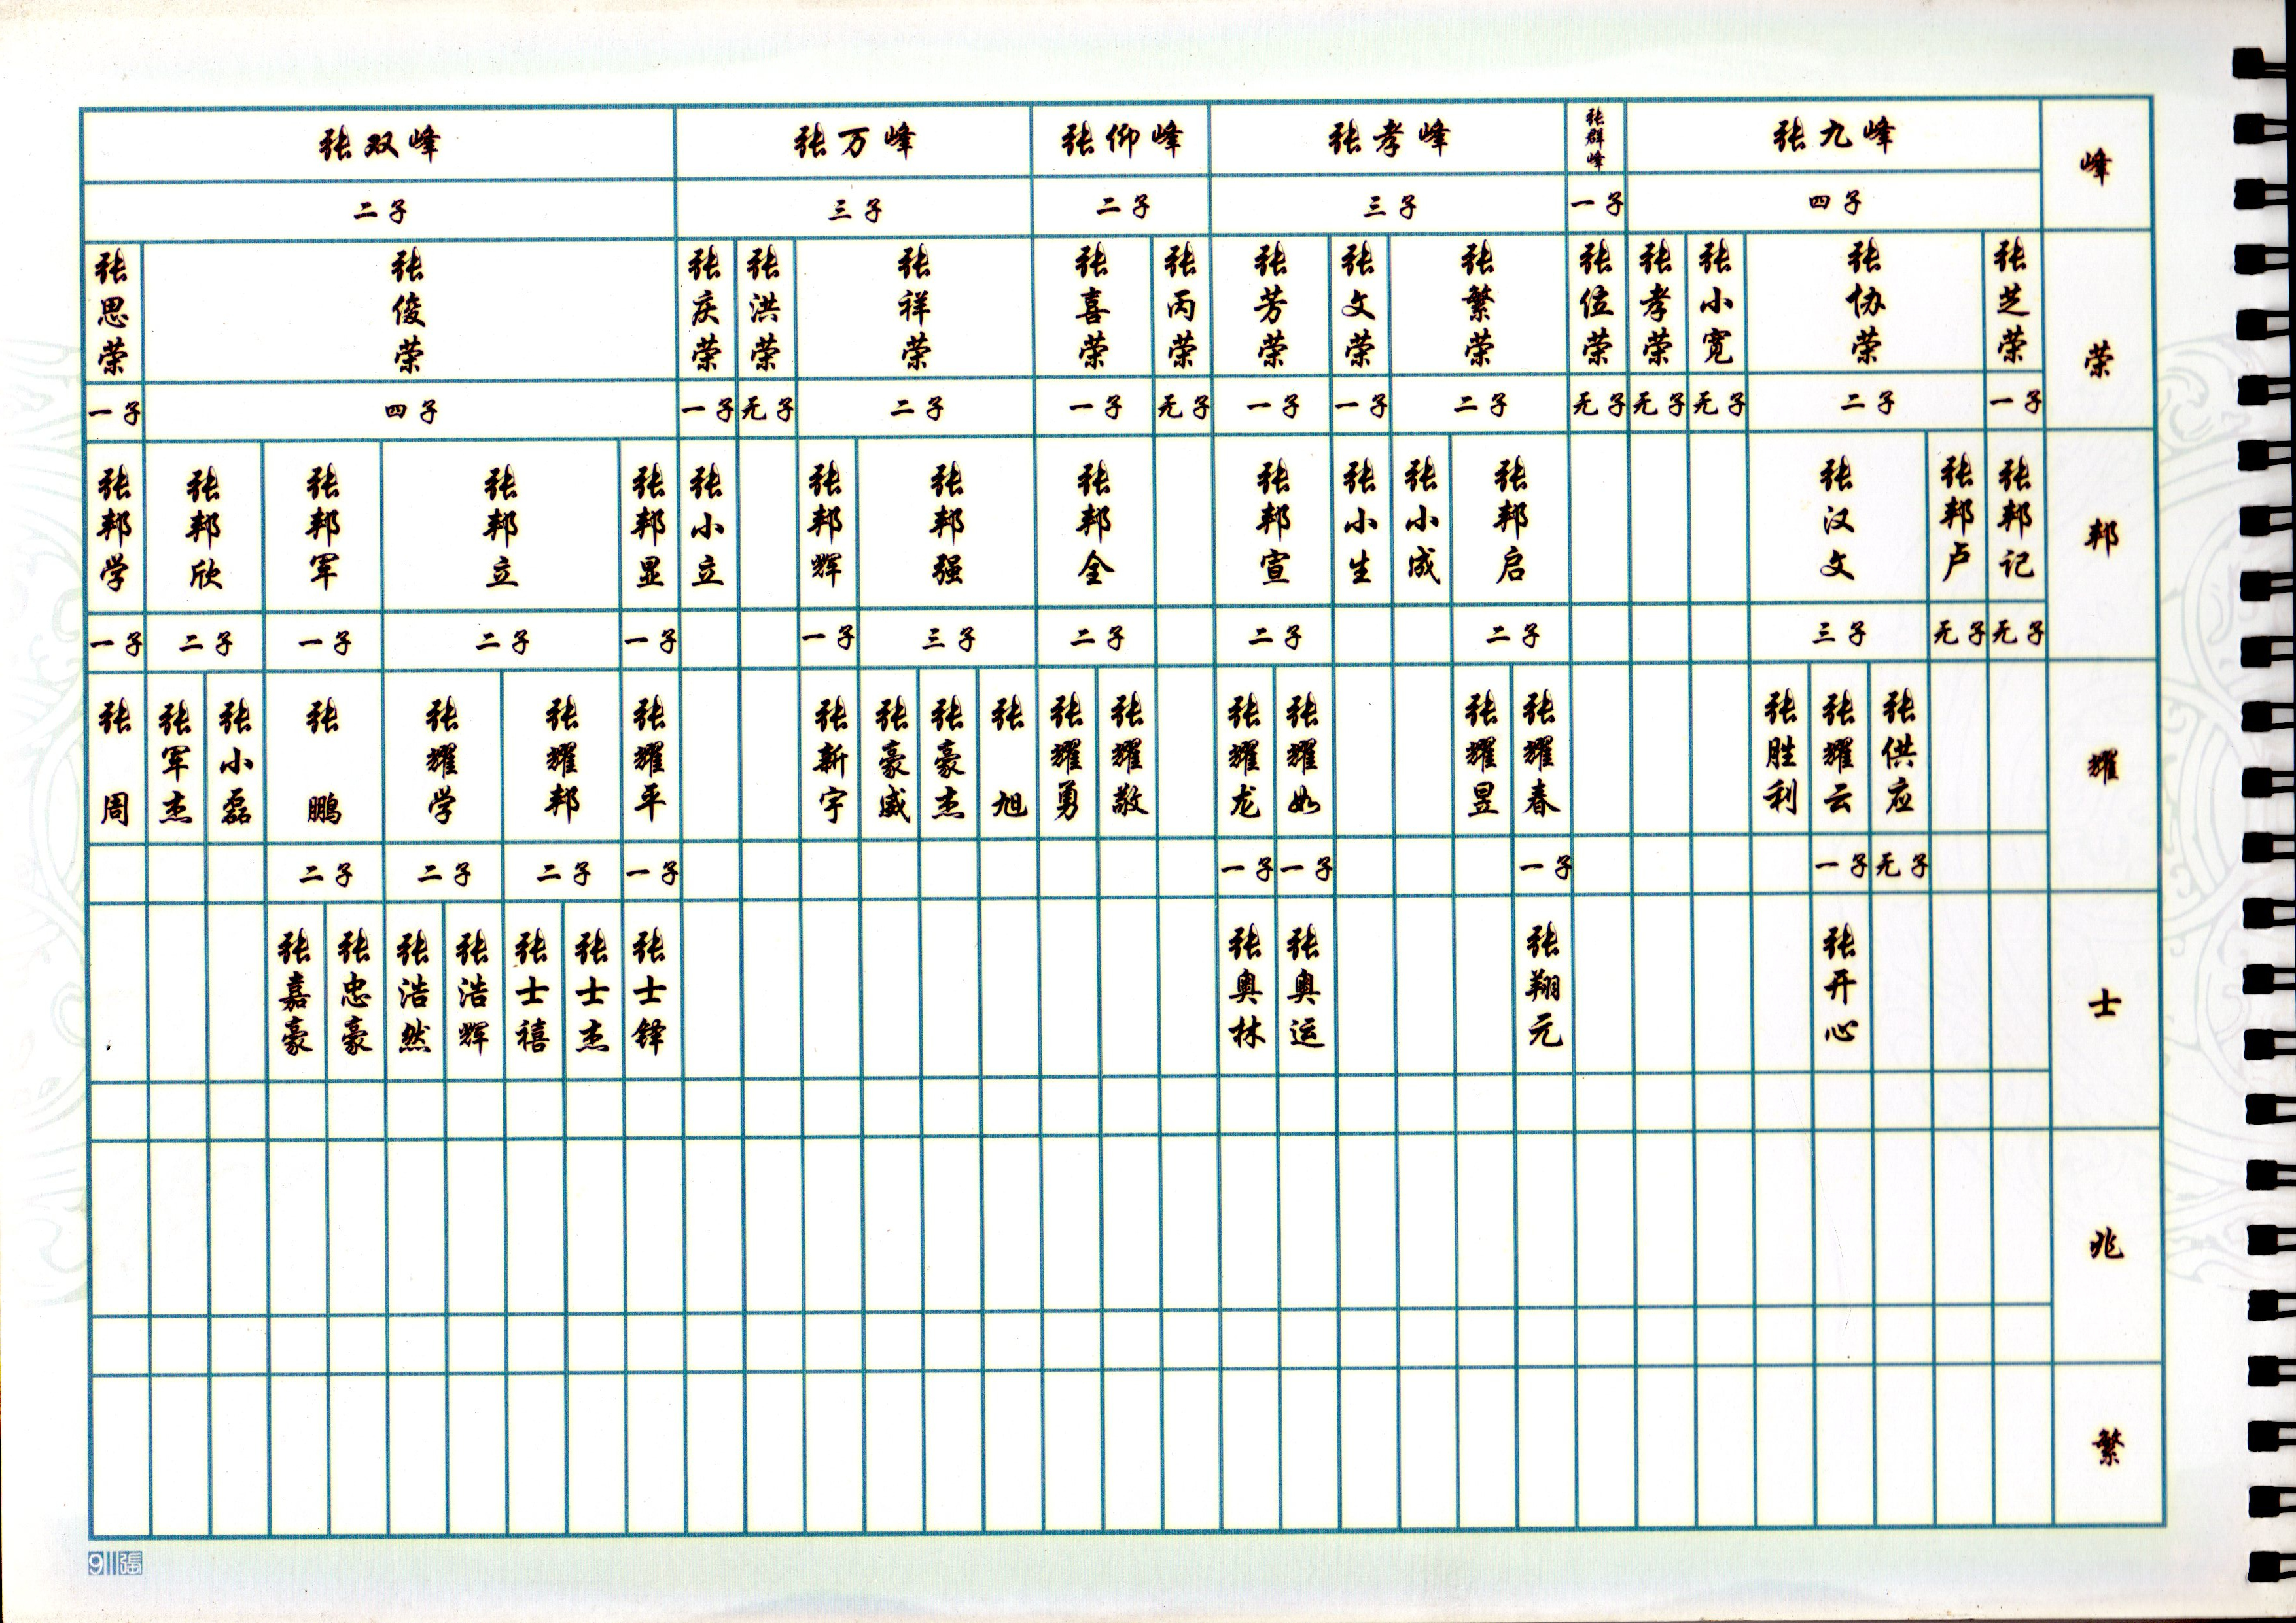 张双峰 张万峰 张仰峰 张孝峰 张群峰 张九峰 峰
二子 三子 二子 三子 一子 四子
张思荣 张俊荣 张庆荣 张洪荣 张祥荣 张喜荣 张丙荣 张芳荣 张文荣 张繁荣 张位荣 张孝荣 张小宽 张协荣 张芝荣 荣
一子 四子 一子 无子 二子 一子 无子 一子 一子 二子 无子 无子 无子 二子 一子
张邦学 张邦欣 张邦军 张邦立 张邦显 张小立 张邦辉 张邦强 张邦全 张邦宣 张小生 张小成 张邦启 张汉文 张邦卢 张邦记 邦
一子 二子 一子 二子 一子 一子 三子 二子 二子 二子 三子 无子 无子
张周 张军杰 张小磊 张鹏 张耀学 张耀邦 张耀平 张新宇 张豪威 张豪杰 张旭 张耀勇 张耀敬 张耀龙 张耀如 张耀昱 张耀春 张胜利 张耀云 张供应 耀
二子 二子 二子 一子 一子 一子 一子 一子 无子
张嘉豪 张忠豪 张浩然 张浩辉 张士禧 张士杰 张士铎 张奥林 张奥运 张翔元 张开心 士
兆
繁
911張